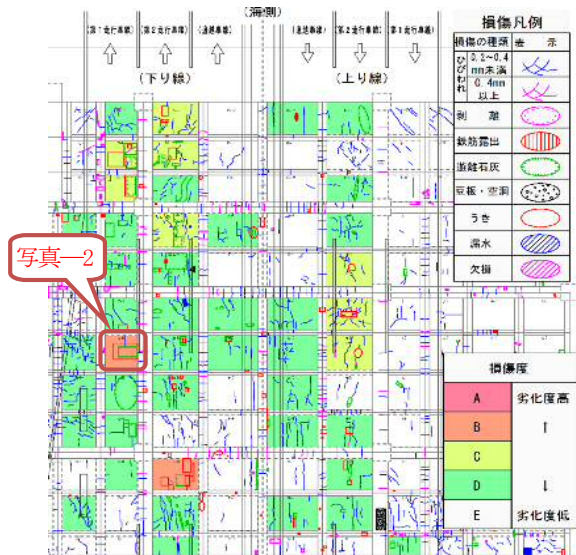 (海側)
(第1走行車線) (第2走行車線) (追越車線) (追越車線) (第2走行車線) (第1走行車線)
(下り線) (上り線)
損傷凡例
損傷の種類 表 示
ひびわれ
0.2~0.4
mm未満
0.4mm
以上
剥 離
鉄筋露出
遊離石灰
豆板・空洞
うき
漏水
欠損
写真―2
損傷度
A 劣化度高
B ↑
C
D ↓
E 劣化度低